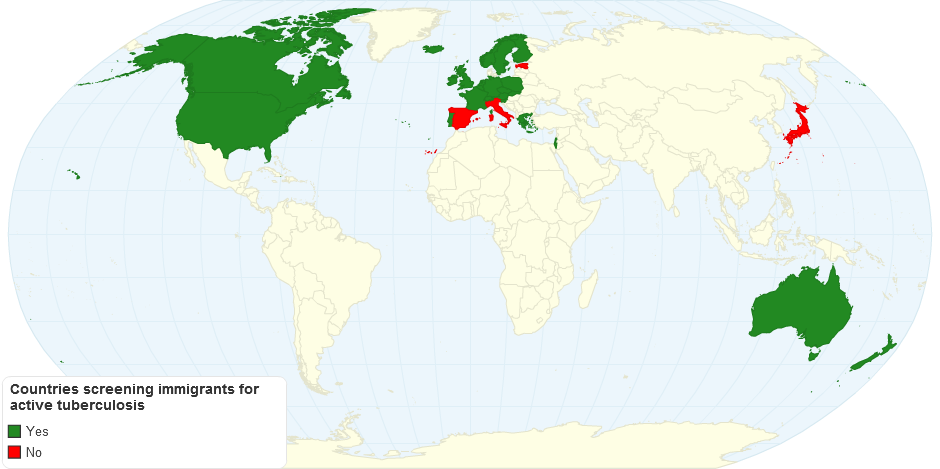 Countries screening immigrants for
active tuberculosis
Yes
No